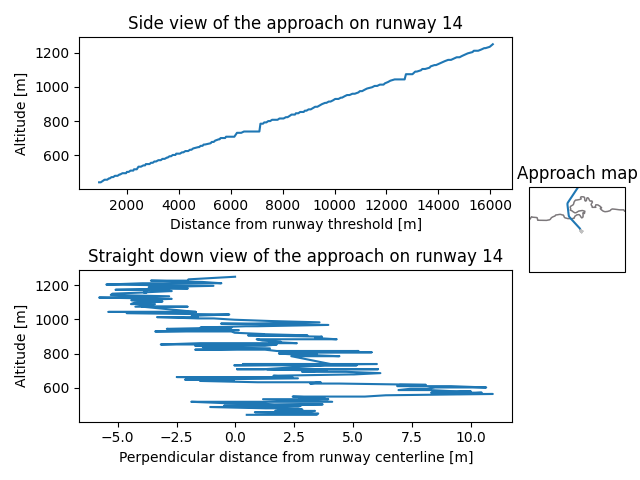 Side view of the approach on runway 14
1200
1000
800
600
Altitude [m]
2000 4000 6000 8000 10000 12000 14000 16000
Distance from runway threshold [m]
Approach map
Straight down view of the approach on runway 14
1200
1000
800
600
Altitude [m]
−5.0 −2.5 0.0 2.5 5.0 7.5 10.0
Perpendicular distance from runway centerline [m]